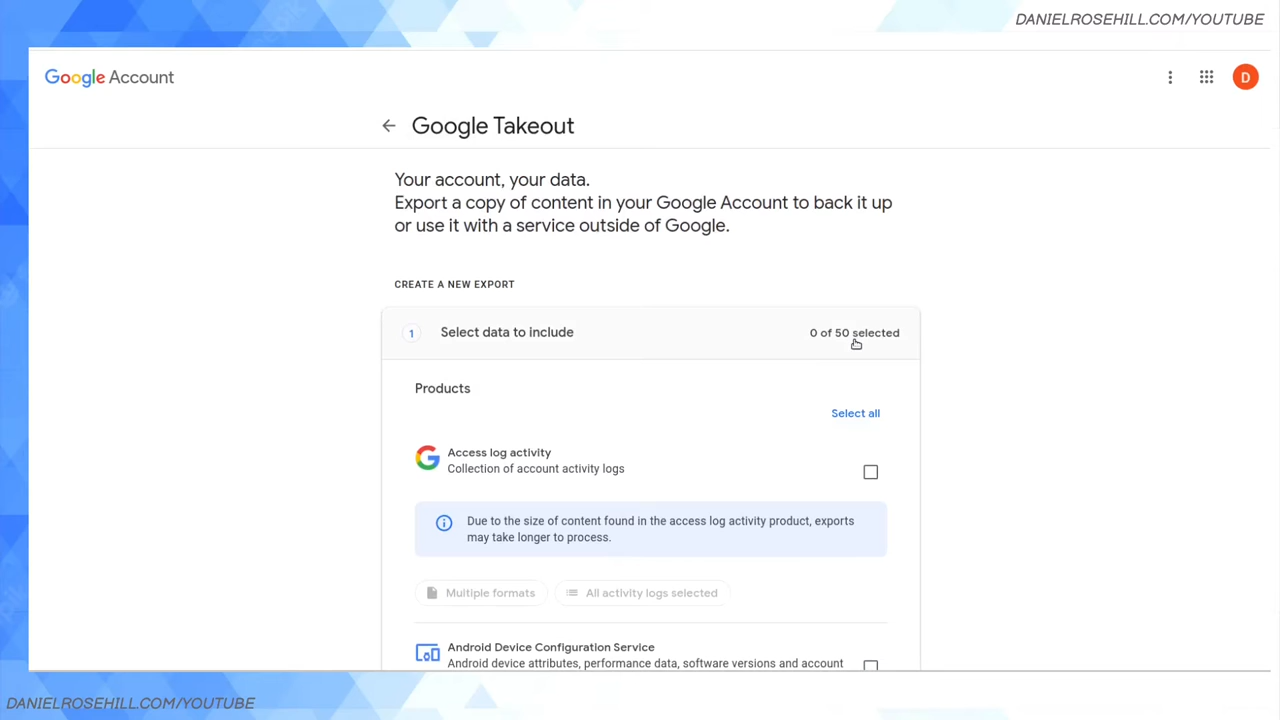 DANIELROSEHILL.COM/YOUTUBE
Google Account
D
Google Takeout
Your account, your data.
Export a copy of content in your Google Account to back it up
or use it with a service outside of Google.
CREATE A NEW EXPORT
1 Select data to include 0 of 50 selected
Products
Select all
Access log activity
Collection of account activity logs
Due to the size of content found in the access log activity product, exports
may take longer to process.
Multiple formats All activity logs selected
Android Device Configuration Service
Android device attributes, performance data, software versions and account
DANIELROSEHILL.COM/YOUTUBE